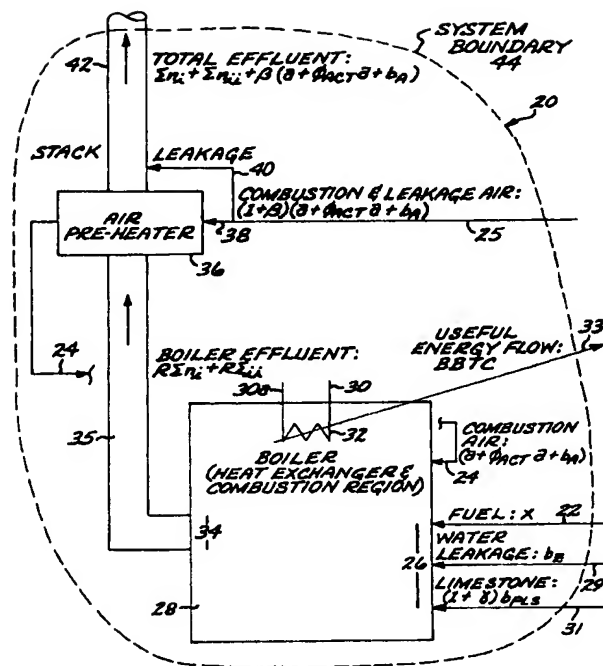 SYSTEM
BOUNDARY
44
42
TOTAL EFFLUENT:
Σn_i + Σn_ii + β(∂+ϕ_ACT ∂+b_A)
20
STACK
LEAKAGE
40
COMBUSTION & LEAKAGE AIR:
(1+β)(∂+ϕ_ACT ∂+b_A)
AIR
PRE-HEATER
38
25
36
24
USEFUL
ENERGY FLOW:
BBTC
33
BOILER EFFLUENT:
RΣn_i + RΣ_ii
30a
30
32
35
BOILER
(HEAT EXCHANGER &
COMBUSTION REGION)
COMBUSTION
AIR:
(∂+ϕ_ACT ∂+b_A)
24
34
FUEL: x
22
26
WATER
LEAKAGE: b_B
29
LIMESTONE:
(1+γ)b_PLS
31
28